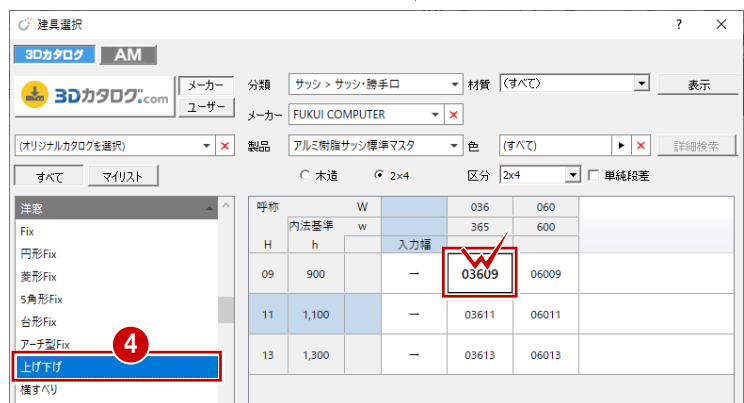 建具選択 ? ×
3Dカタログ AM
3Dカタログ.com メーカー ユーザー
分類 サッシ > サッシ・勝手口 材質 (すべて) 表示
メーカー FUKUI COMPUTER
(オリジナルカタログを選択) 製品 アルミ樹脂サッシ標準マスタ 色 (すべて) 詳細検索
すべて マイリスト 木造 2×4 区分 2x4 単純段差
洋窓
Fix
円形Fix
菱形Fix
5角形Fix
台形Fix
アーチ型Fix
4
上げ下げ
横すべり
呼称 W 036 060
内法基準 w 365 600
H h 入力幅
09 900 → 03609 06009
11 1,100 → 03611 06011
13 1,300 → 03613 06013